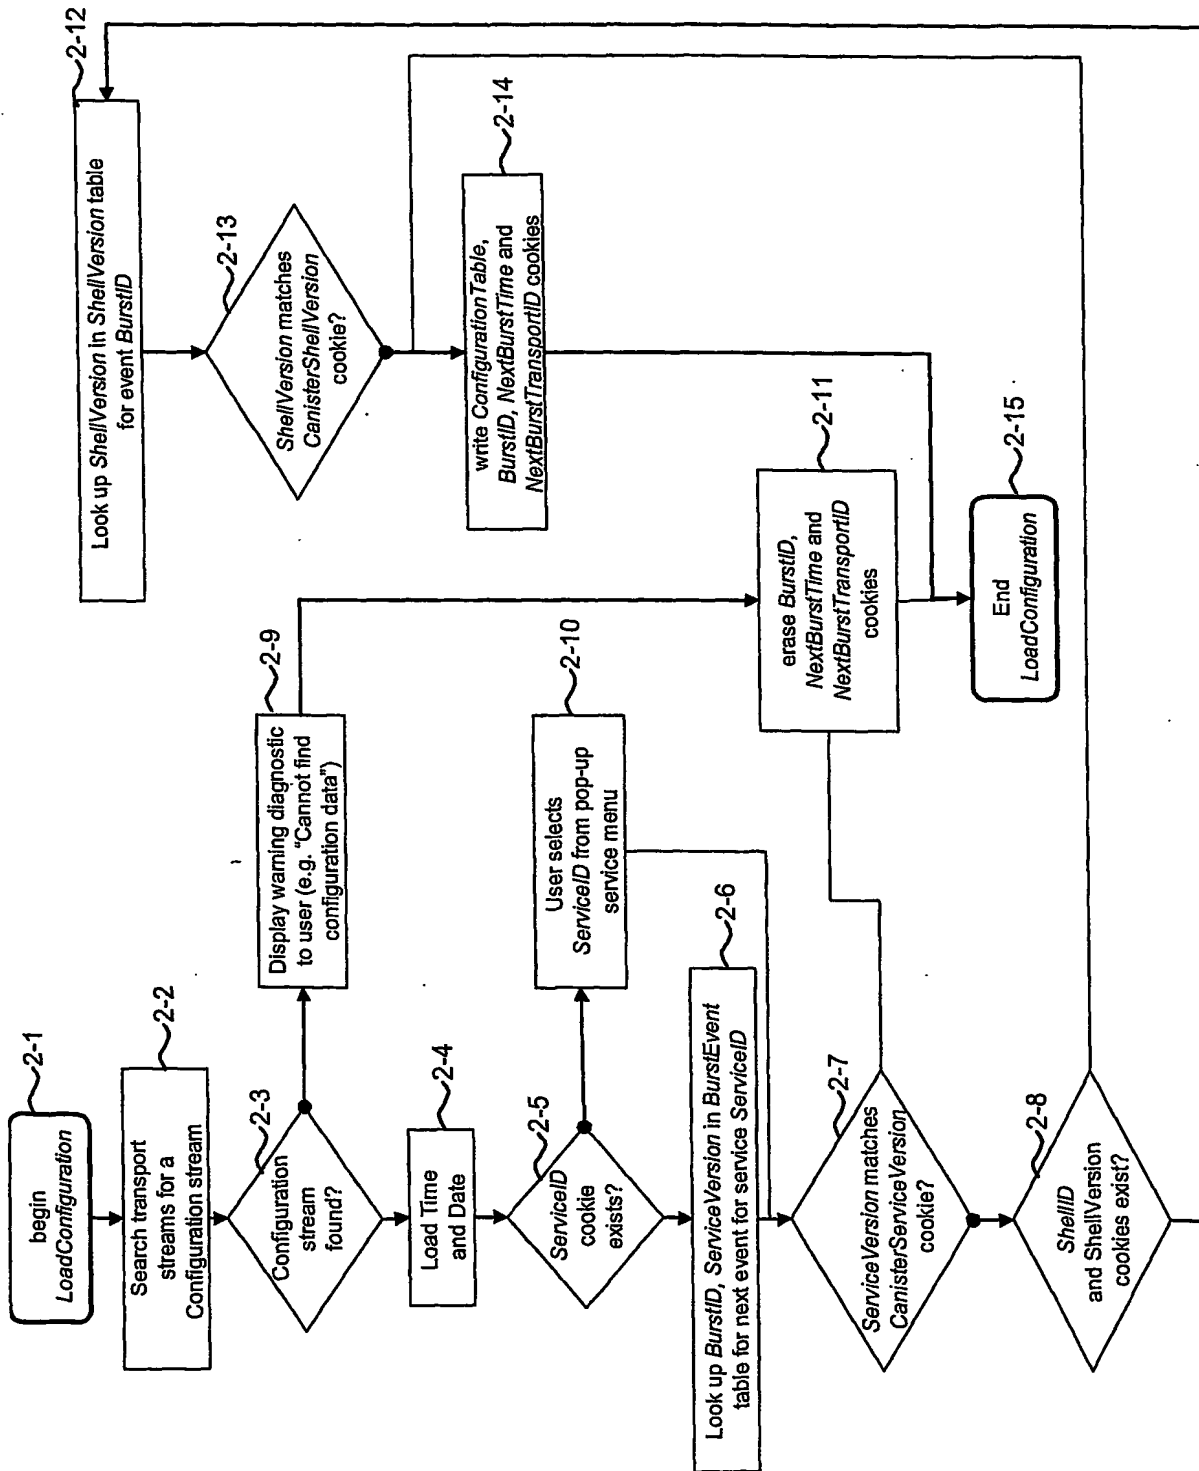 2-1
begin
LoadConfiguration
2-2
Search transport
streams for a
Configuration stream
2-3
Configuration
stream
found?
2-4
Load Time
and Date
2-5
ServiceID
cookie
exists?
2-6
Look up BurstID, ServiceVersion in BurstEvent
table for next event for service ServiceID
2-7
ServiceVersion matches
CanisterServiceVersion
cookie?
2-8
ShellID
and ShellVersion
cookies exist?
2-9
Display warning diagnostic
to user (e.g. "Cannot find
configuration data")
2-10
User selects
ServiceID from pop-up
service menu
2-11
erase BurstID,
NextBurstTime and
NextBurstTransportID
cookies
2-12
Look up ShellVersion in ShellVersion table
for event BurstID
2-13
ShellVersion matches
CanisterShellVersion
cookie?
2-14
write ConfigurationTable,
BurstID, NextBurstTime and
NextBurstTransportID cookies
2-15
End
LoadConfiguration